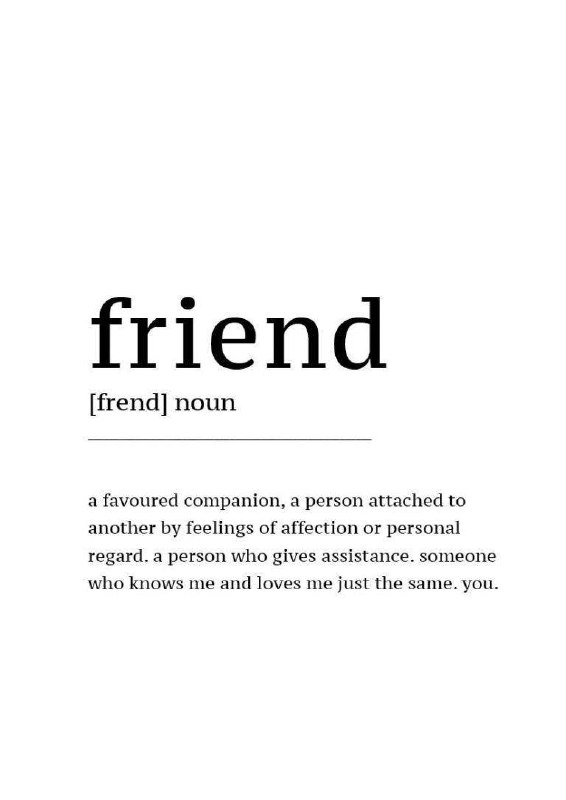 friend
[frend] noun
a favoured companion, a person attached to
another by feelings of affection or personal
regard. a person who gives assistance. someone
who knows me and loves me just the same. you.